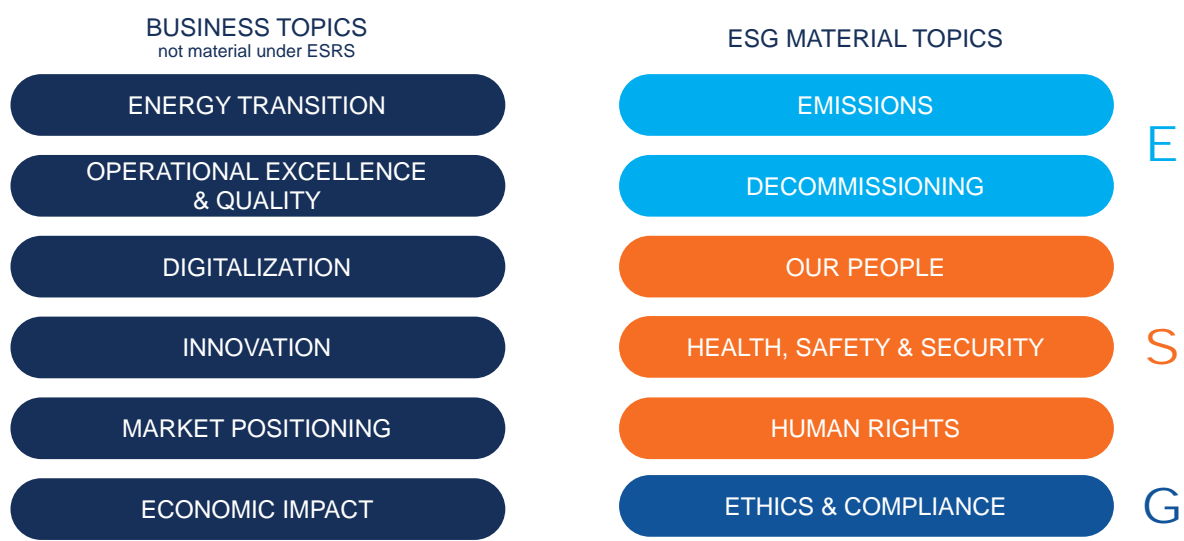 BUSINESS TOPICS
not material under ESRS
ENERGY TRANSITION
OPERATIONAL EXCELLENCE
& QUALITY
DIGITALIZATION
INNOVATION
MARKET POSITIONING
ECONOMIC IMPACT
ESG MATERIAL TOPICS
EMISSIONS
DECOMMISSIONING
E
OUR PEOPLE
HEALTH, SAFETY & SECURITY
HUMAN RIGHTS
S
ETHICS & COMPLIANCE
G